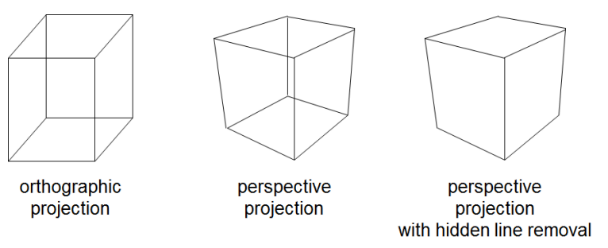 orthographic
projection
perspective
projection
perspective
projection
with hidden line removal